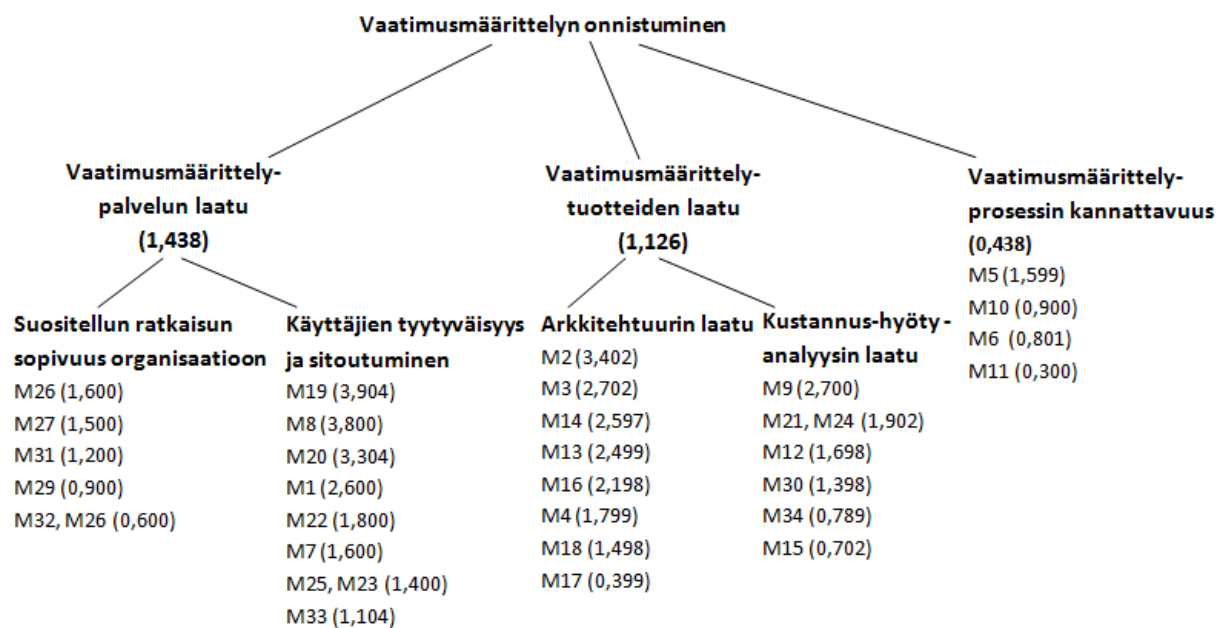 Vaatimusmäärittelyn onnistuminen
Vaatimusmäärittely-
palvelun laatu
(1,438)
Vaatimusmäärittely-
tuotteiden laatu
(1,126)
Vaatimusmäärittely-
prosessin kannattavuus
(0,438)
M5 (1,599)
M10 (0,900)
M6 (0,801)
M11 (0,300)
Suositellun ratkaisun
sopivuus organisaatioon
M26 (1,600)
M27 (1,500)
M31 (1,200)
M29 (0,900)
M32, M26 (0,600)
Käyttäjien tyytyväisyys
ja sitoutuminen
M19 (3,904)
M8 (3,800)
M20 (3,304)
M1 (2,600)
M22 (1,800)
M7 (1,600)
M25, M23 (1,400)
M33 (1,104)
Arkkitehtuurin laatu
M2 (3,402)
M3 (2,702)
M14 (2,597)
M13 (2,499)
M16 (2,198)
M4 (1,799)
M18 (1,498)
M17 (0,399)
Kustannus-hyöty -
analyysin laatu
M9 (2,700)
M21, M24 (1,902)
M12 (1,698)
M30 (1,398)
M34 (0,789)
M15 (0,702)